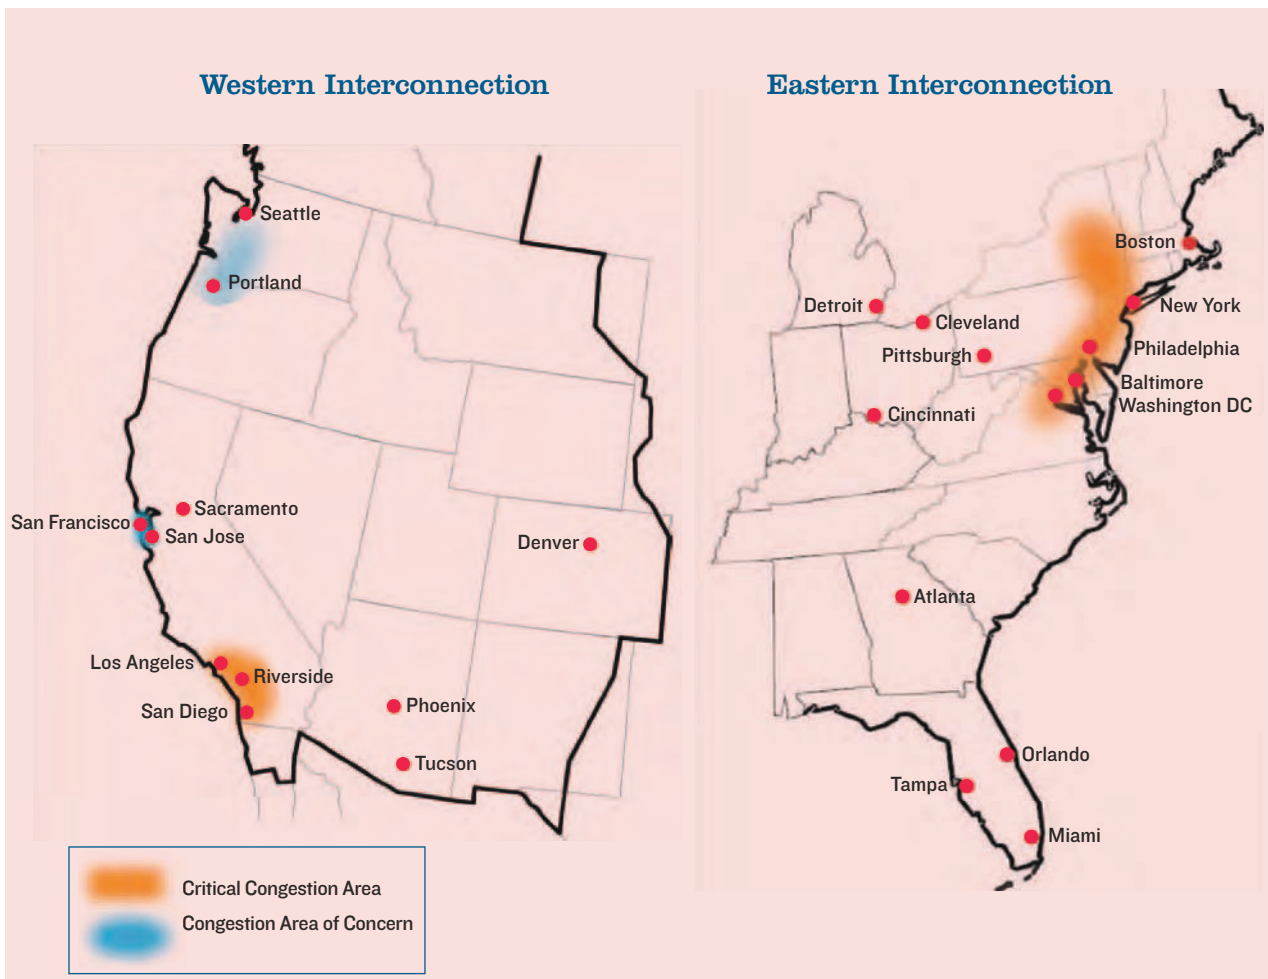 Western Interconnection
Eastern Interconnection
Seattle
Portland
Sacramento
San Francisco
San Jose
Denver
Los Angeles
Riverside
San Diego
Phoenix
Tucson
Boston
Detroit
New York
Cleveland
Pittsburgh
Philadelphia
Baltimore
Washington DC
Cincinnati
Atlanta
Orlando
Tampa
Miami
Critical Congestion Area
Congestion Area of Concern